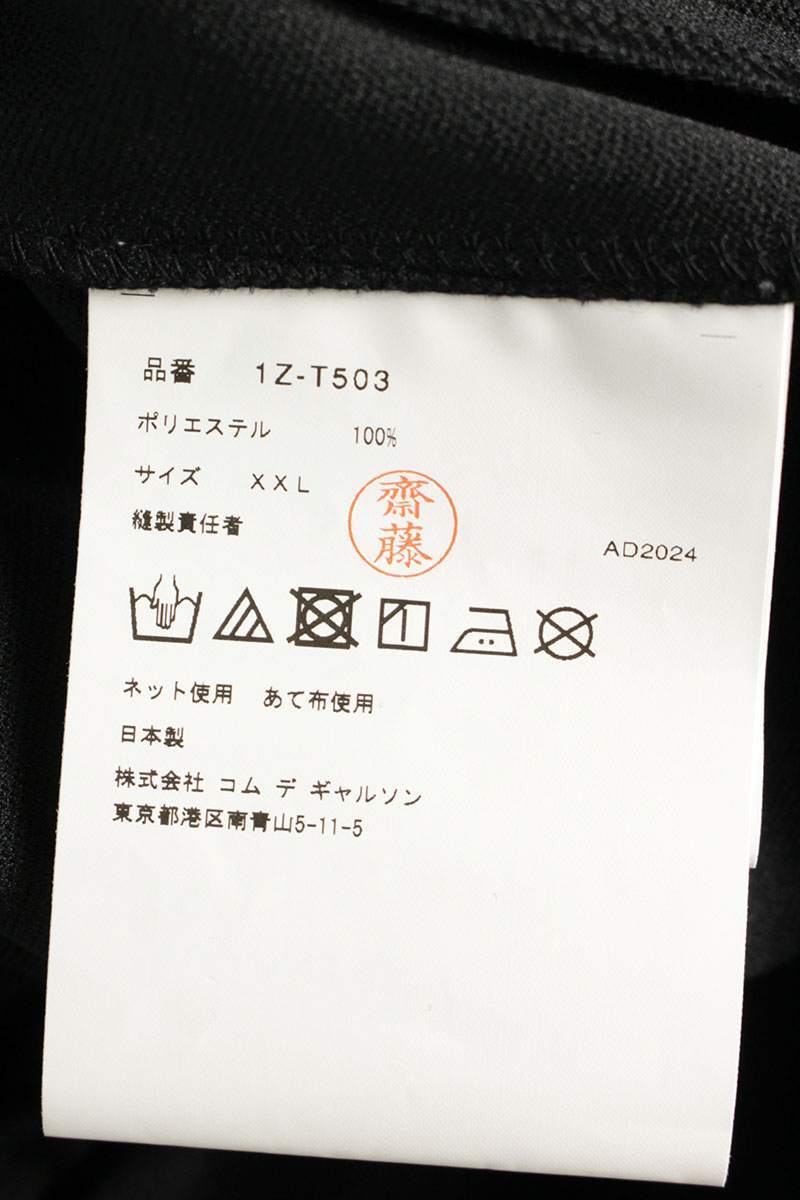 品番 1Z-T503
ポリエステル 100%
サイズ XXL
縫製責任者 齋藤
AD2024
ネット使用 あて布使用
日本製
株式会社 コム デ ギャルソン
東京都港区南青山5-11-5